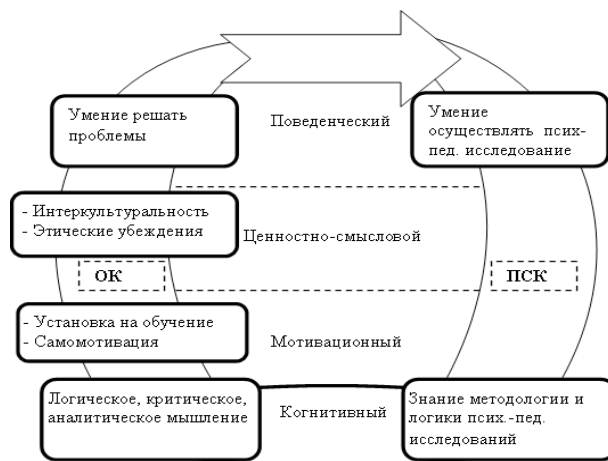 Умение решать
проблемы
Поведенческий
Умение
осуществлять псих-
пед. исследование
- Интеркультуральность
- Этические убеждения
Ценностно-смысловой
ОК
ПСК
- Установка на обучение
- Самомотивация
Мотивационный
Логическое, критическое,
аналитическое мышление
Когнитивный
Знание методологии и
логики псих.-пед.
исследований